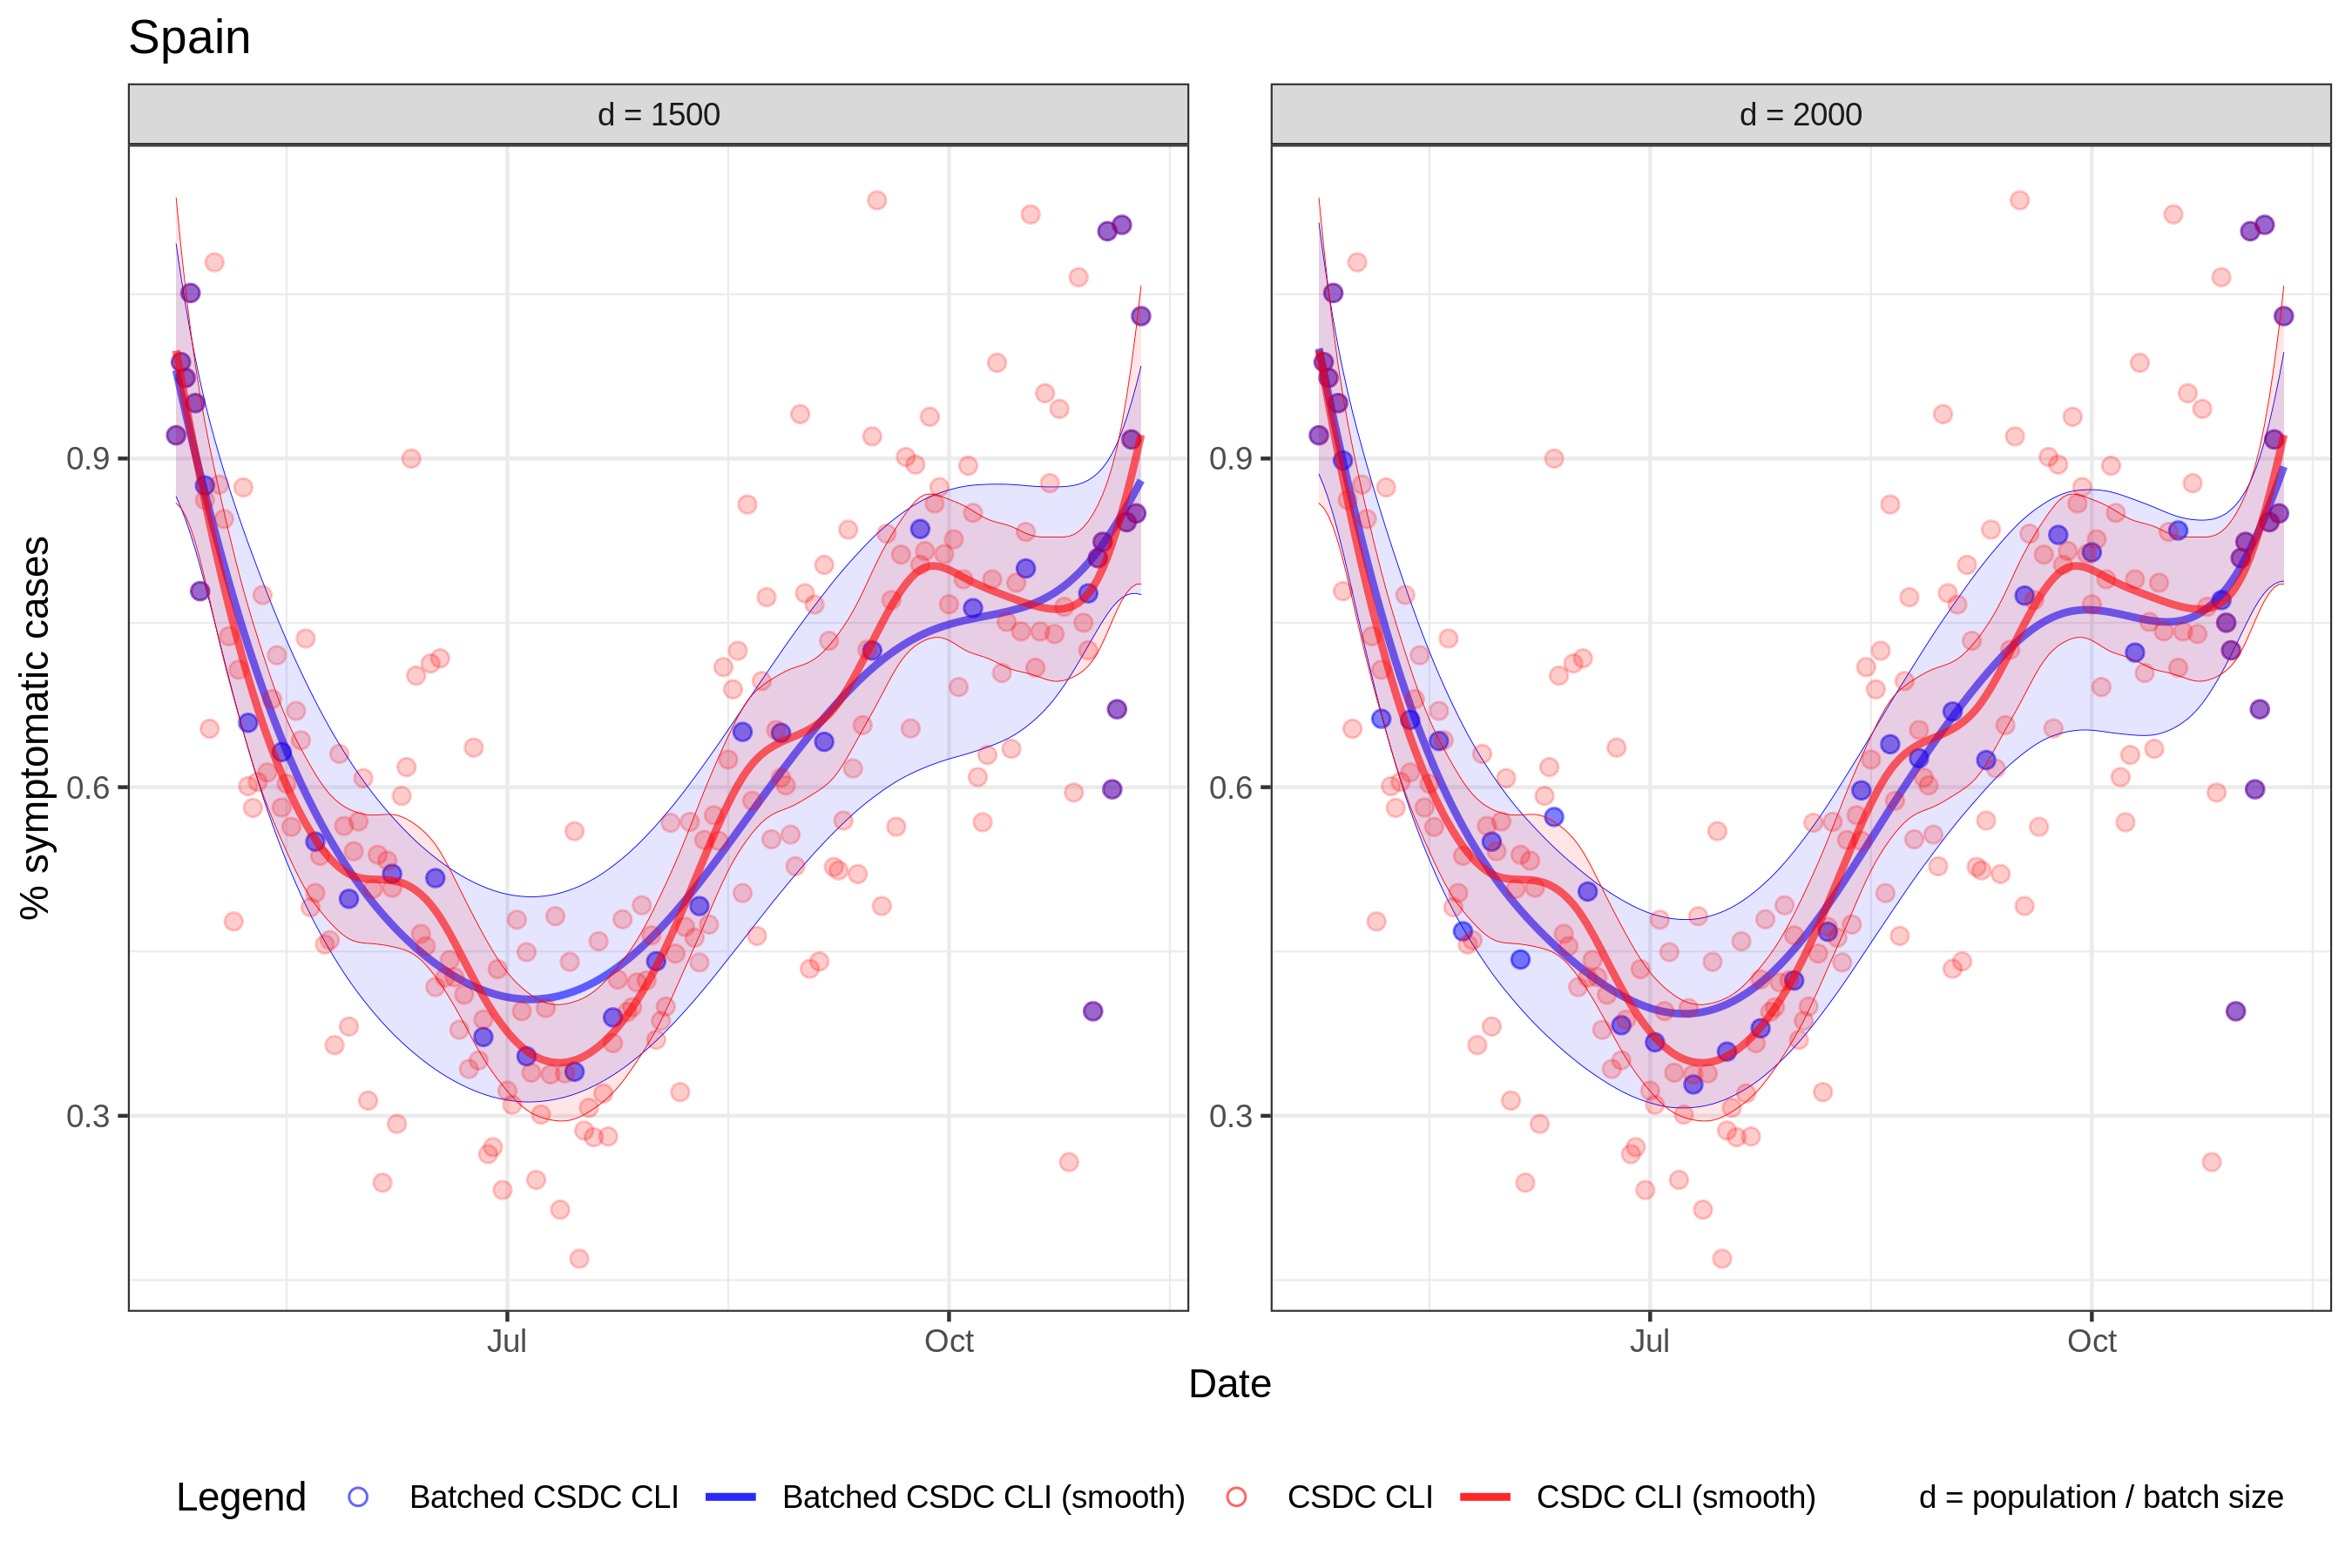 Spain
d = 1500
d = 2000
% symptomatic cases
0.9
0.6
0.3
0.9
0.6
0.3
Jul
Oct
Jul
Oct
Date
Legend
Batched CSDC CLI
Batched CSDC CLI (smooth)
CSDC CLI
CSDC CLI (smooth)
d = population / batch size